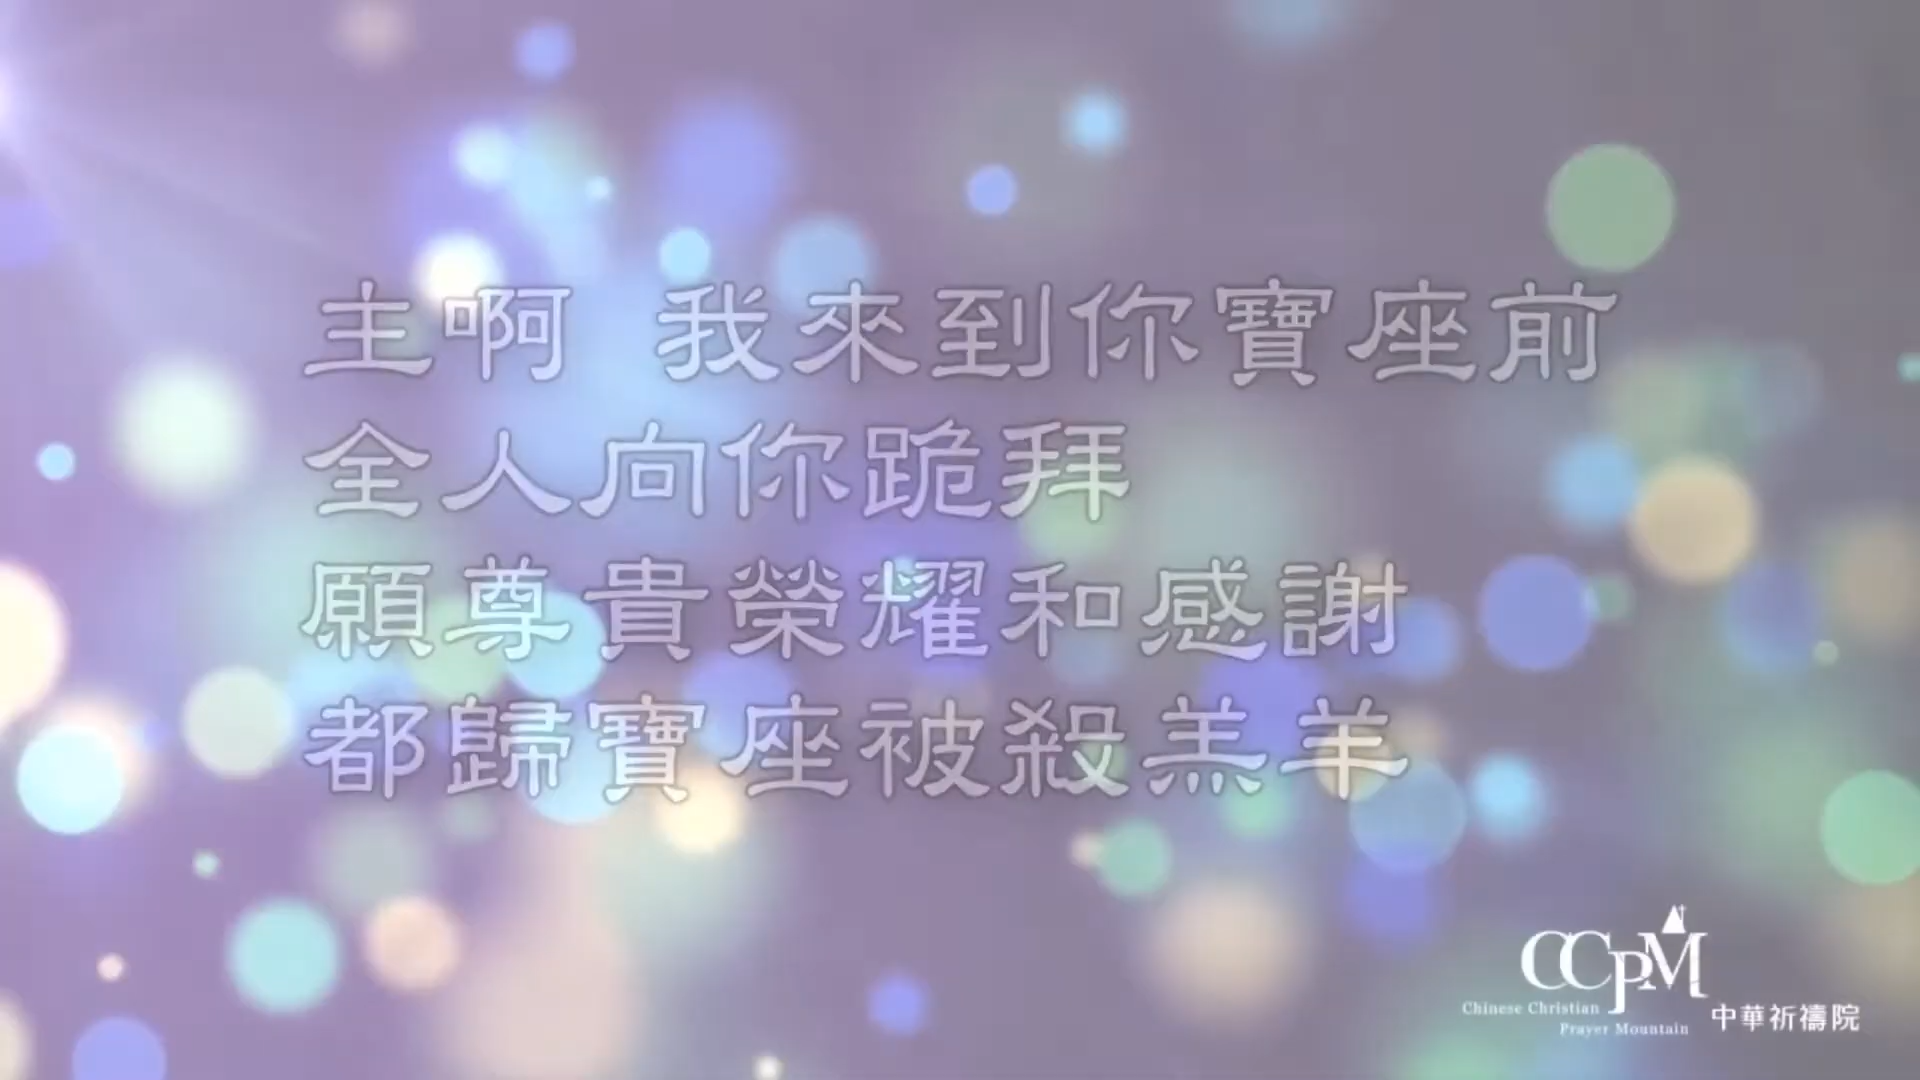 主啊 我來到你寶座前
全人向你跪拜
願尊貴榮耀和感謝
都歸寶座被殺羔羊
CCPM
Chinese Christian
Prayer Mountain
中華祈禱院